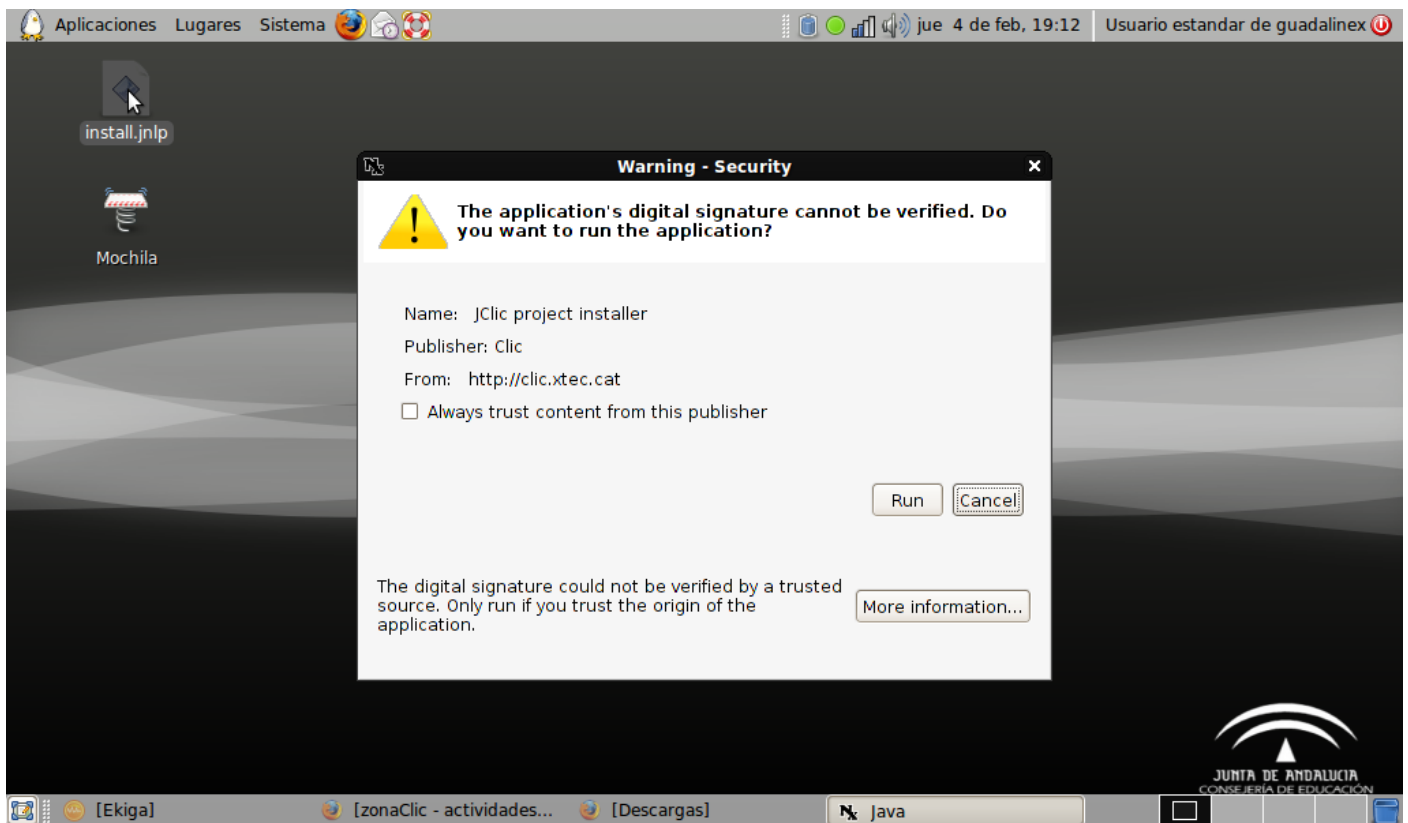 Aplicaciones Lugares Sistema jue 4 de feb, 19:12 Usuario estandar de guadalinex
install.jnlp
Mochila
Warning - Security
The application's digital signature cannot be verified. Do
you want to run the application?
Name: JClic project installer
Publisher: Clic
From: http://clic.xtec.cat
Always trust content from this publisher
Run Cancel
The digital signature could not be verified by a trusted
source. Only run if you trust the origin of the
application.
More information...
JUNTA DE ANDALUCIA
CONSEJERÍA DE EDUCACIÓN
[Ekiga] [zonaClic - actividades... [Descargas] Java